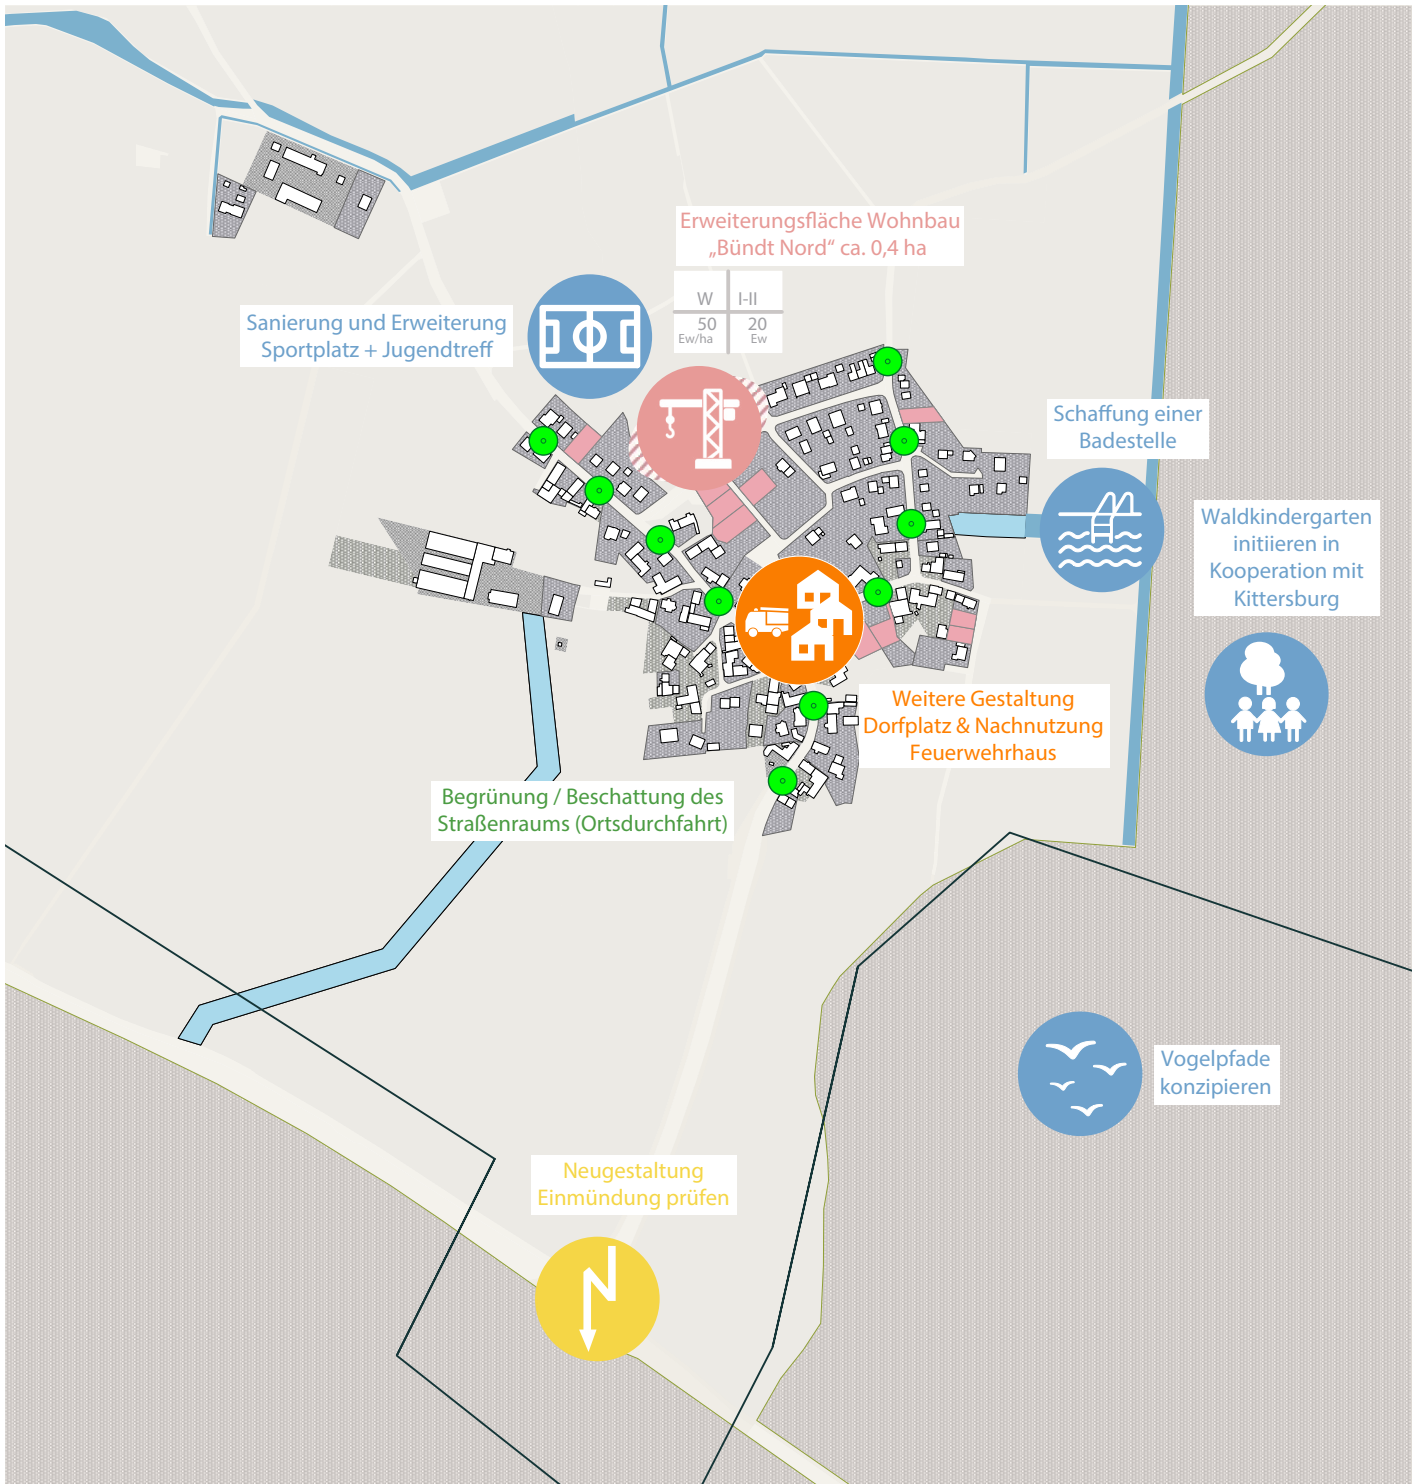 Erweiterungsfläche Wohnbau
„Bündt Nord“ ca. 0,4 ha
W I-II
50 20
Ew/ha Ew
Sanierung und Erweiterung
Sportplatz + Jugendtreff
Schaffung einer
Badestelle
Waldkindergarten
initiieren in
Kooperation mit
Kittersburg
Weitere Gestaltung
Dorfplatz & Nachnutzung
Feuerwehrhaus
Begrünung / Beschattung des
Straßenraums (Ortsdurchfahrt)
Vogelpfade
konzipieren
Neugestaltung
Einmündung prüfen